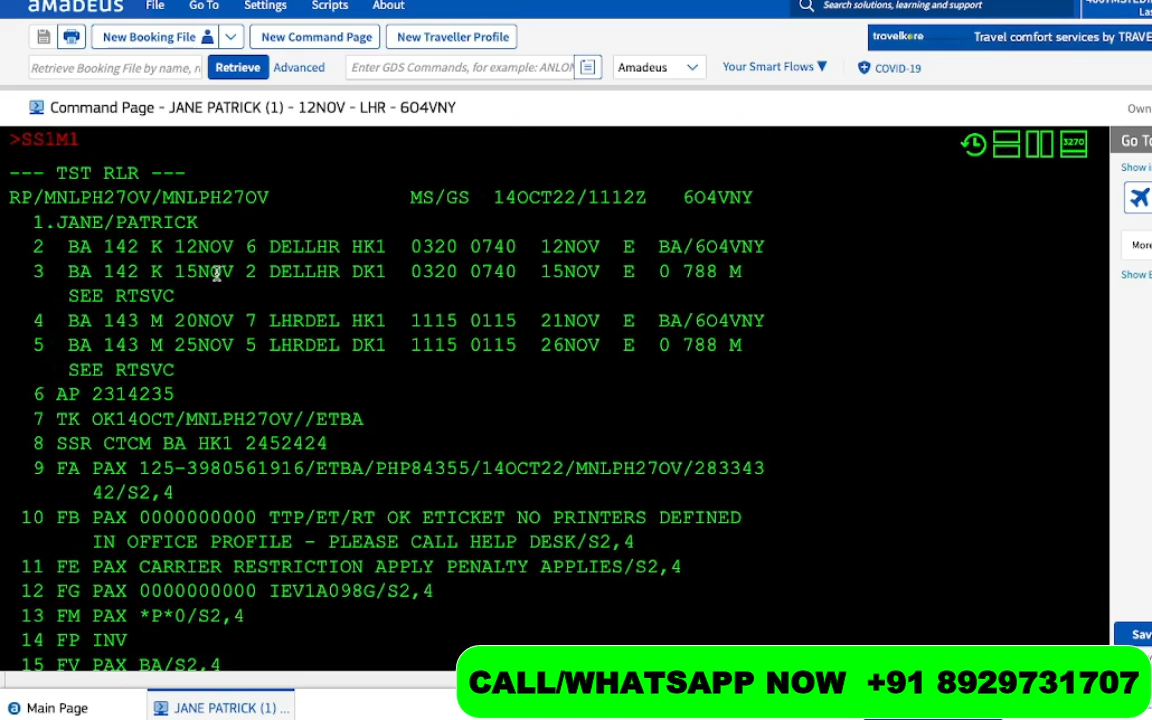 amadeus File Go To Settings Scripts About Search solutions, learning and support
New Booking File New Command Page New Traveller Profile travelkore Travel comfort services by TRAVE
Retrieve Booking File by name, n Retrieve Advanced Enter GDS Commands, for example: ANLON Amadeus Your Smart Flows COVID-19
Command Page - JANE PATRICK (1) - 12NOV - LHR - 6O4VNY Own
>SS1M1
3270
Go To
--- TST RLR ---
Show i
RP/MNLPH27OV/MNLPH27OV MS/GS 14OCT22/1112Z 6O4VNY
1.JANE/PATRICK
2 BA 142 K 12NOV 6 DELLHR HK1 0320 0740 12NOV E BA/6O4VNY
More
3 BA 142 K 15NOV 2 DELLHR DK1 0320 0740 15NOV E 0 788 M
Show E
SEE RTSVC
4 BA 143 M 20NOV 7 LHRDEL HK1 1115 0115 21NOV E BA/6O4VNY
5 BA 143 M 25NOV 5 LHRDEL DK1 1115 0115 26NOV E 0 788 M
SEE RTSVC
6 AP 2314235
7 TK OK14OCT/MNLPH27OV//ETBA
8 SSR CTCM BA HK1 2452424
9 FA PAX 125-3980561916/ETBA/PHP84355/14OCT22/MNLPH27OV/283343
42/S2,4
10 FB PAX 0000000000 TTP/ET/RT OK ETICKET NO PRINTERS DEFINED
IN OFFICE PROFILE - PLEASE CALL HELP DESK/S2,4
11 FE PAX CARRIER RESTRICTION APPLY PENALTY APPLIES/S2,4
12 FG PAX 0000000000 IEV1A098G/S2,4
13 FM PAX *P*0/S2,4
14 FP INV
Sav
15 FV PAX BA/S2,4
CALL/WHATSAPP NOW +91 8929731707
Main Page JANE PATRICK (1) ...